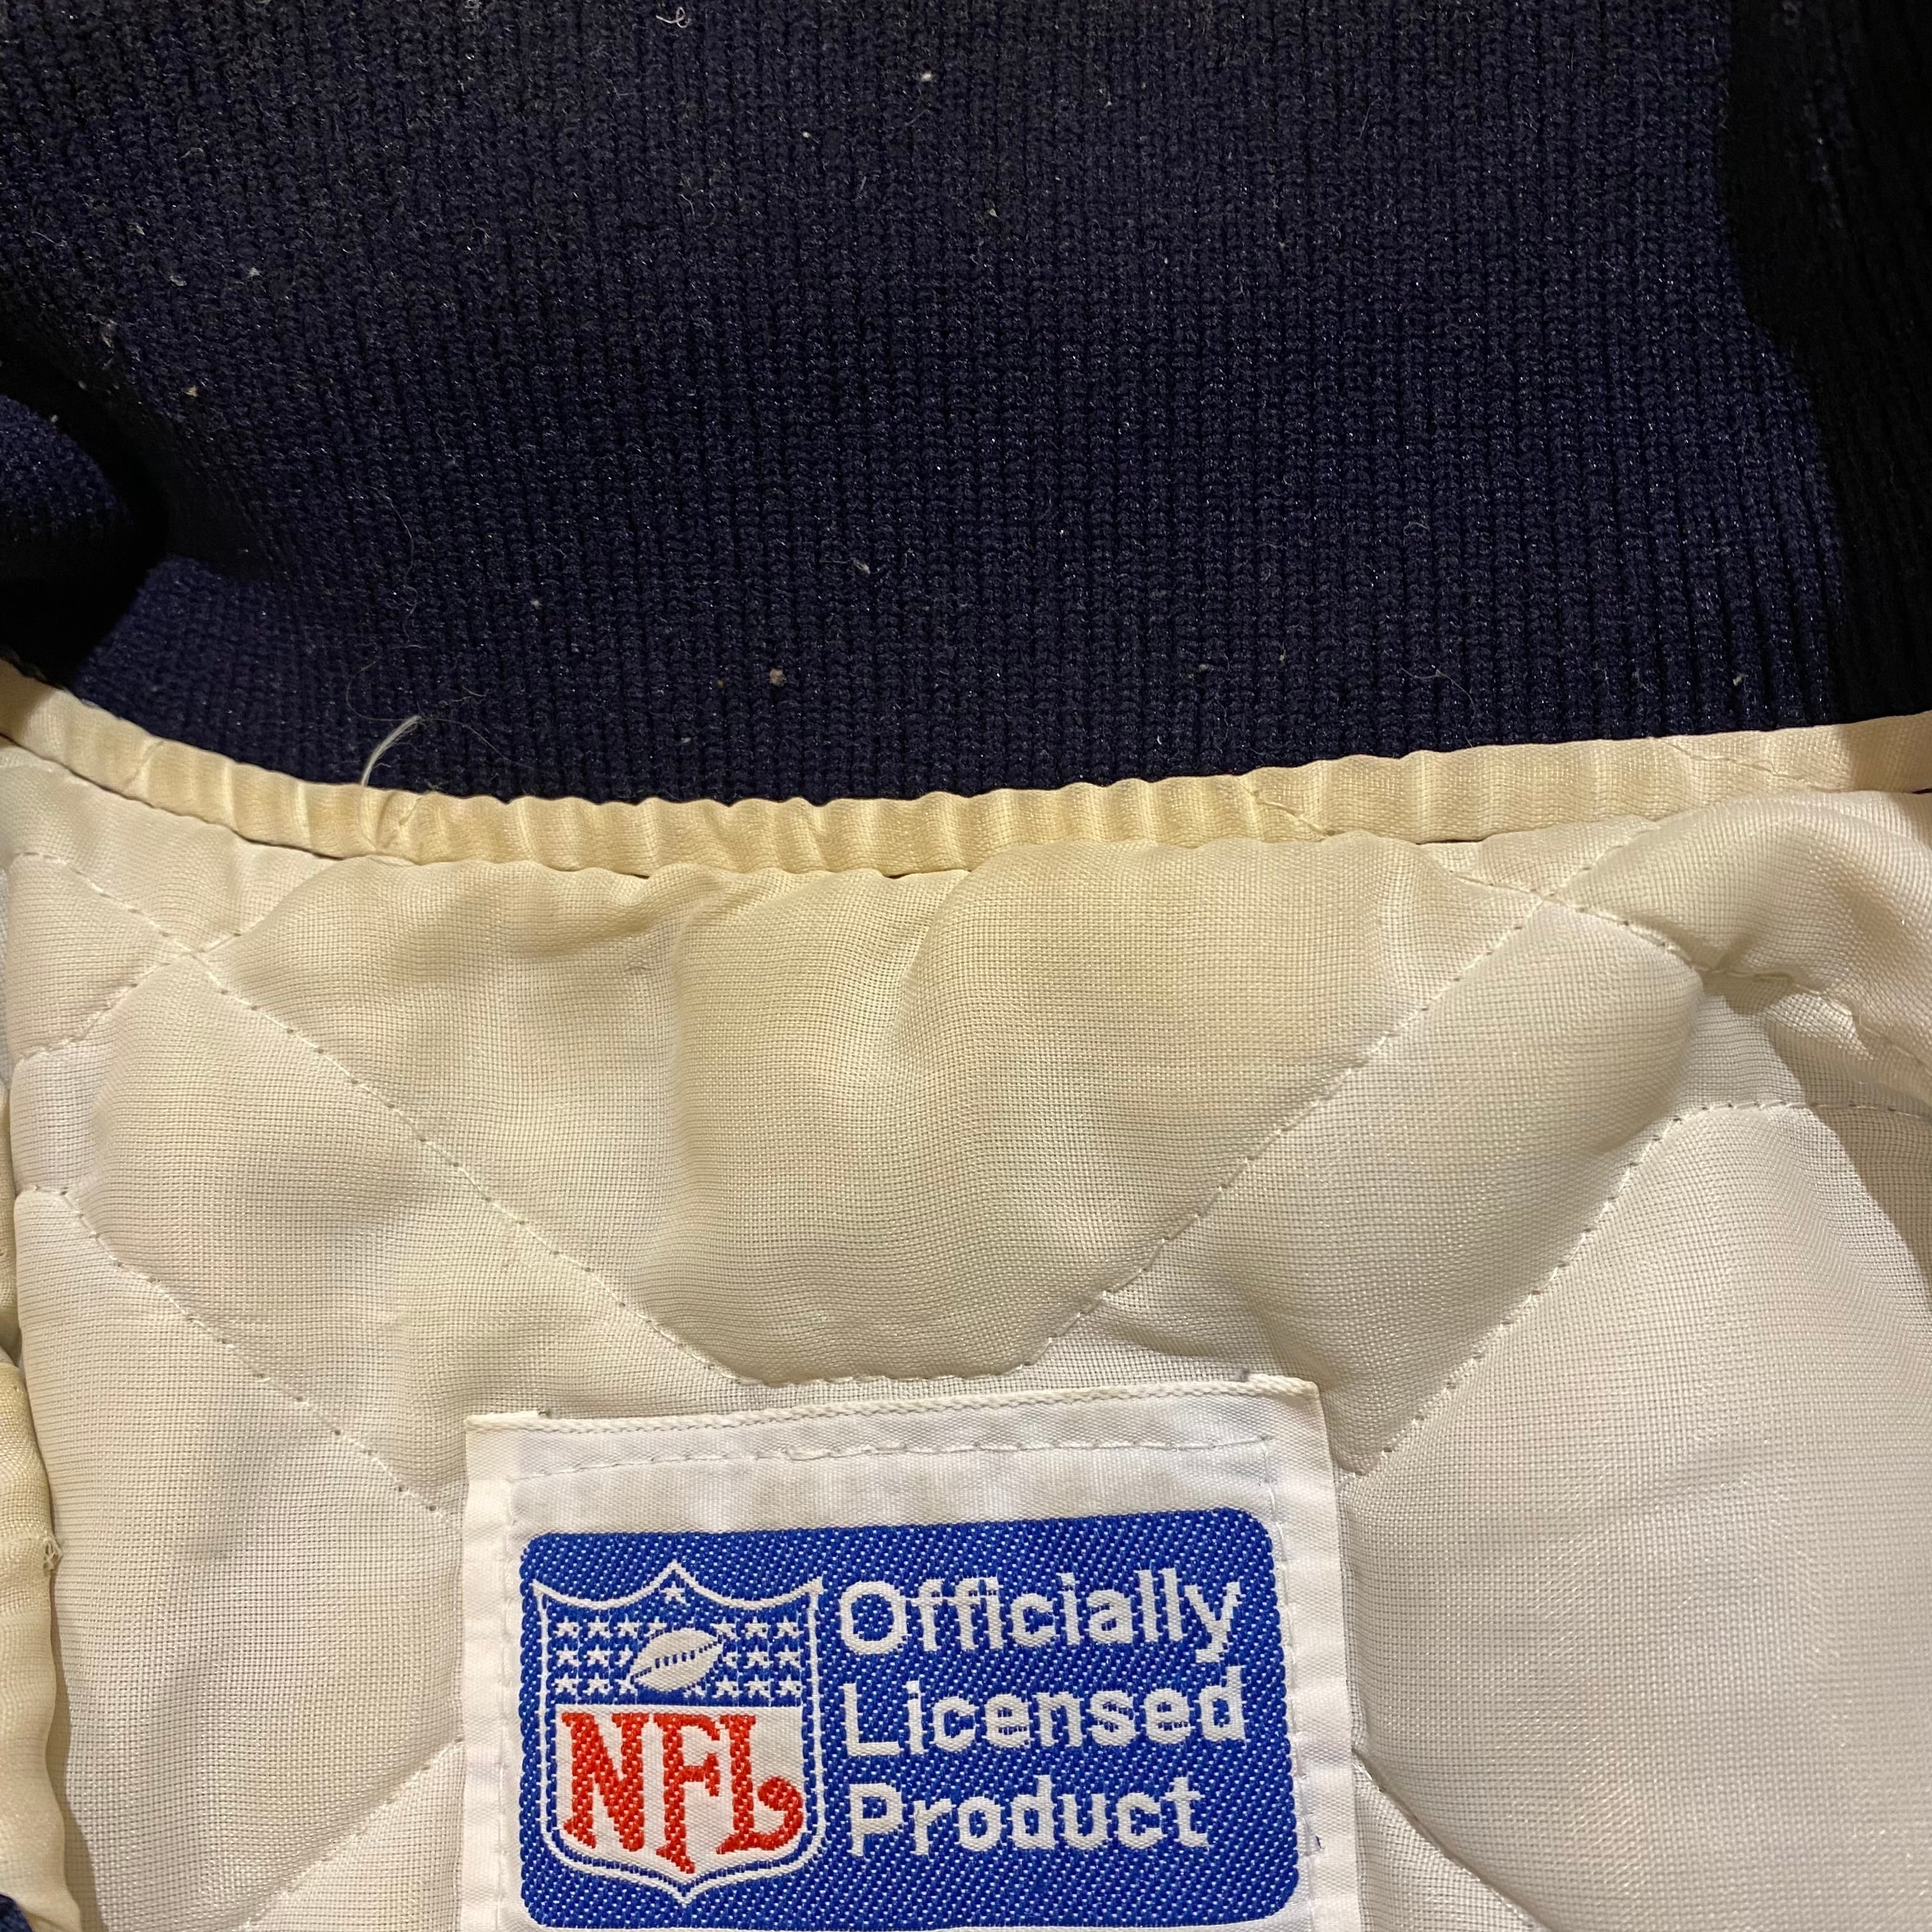 NFL
Officially
Licensed
Product